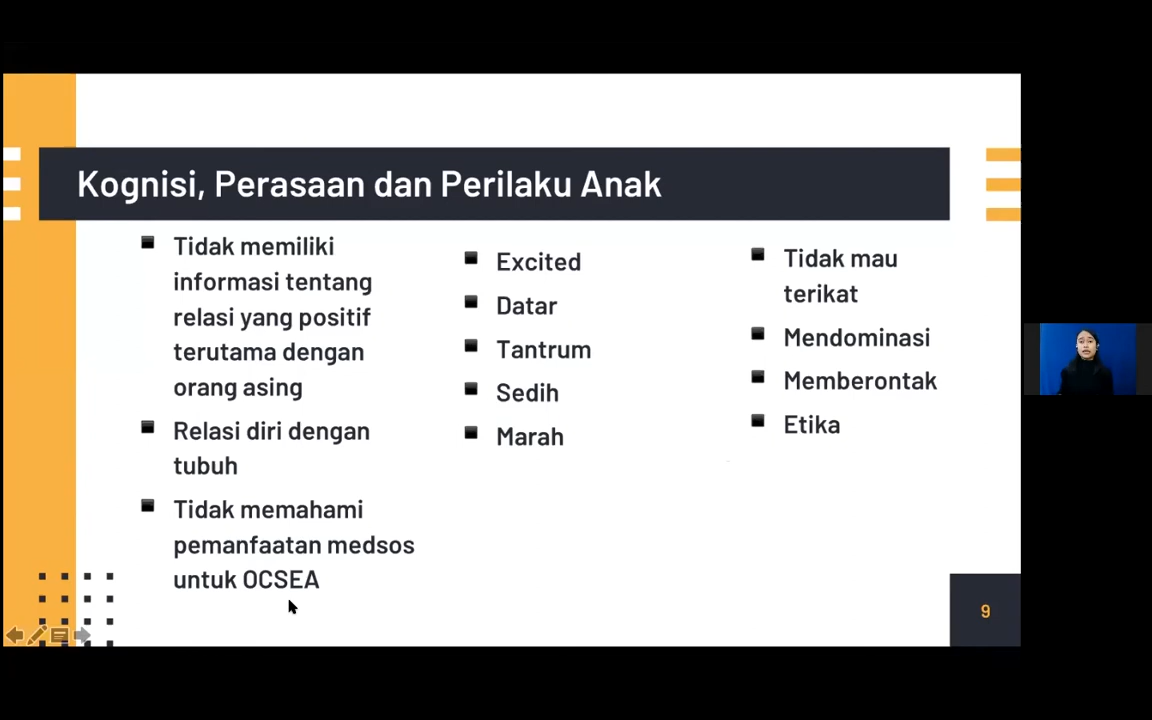 Kognisi, Perasaan dan Perilaku Anak
Tidak memiliki
informasi tentang
relasi yang positif
terutama dengan
orang asing
Relasi diri dengan
tubuh
Tidak memahami
pemanfaatan medsos
untuk OCSEA
Excited
Datar
Tantrum
Sedih
Marah
Tidak mau
terikat
Mendominasi
Memberontak
Etika
9